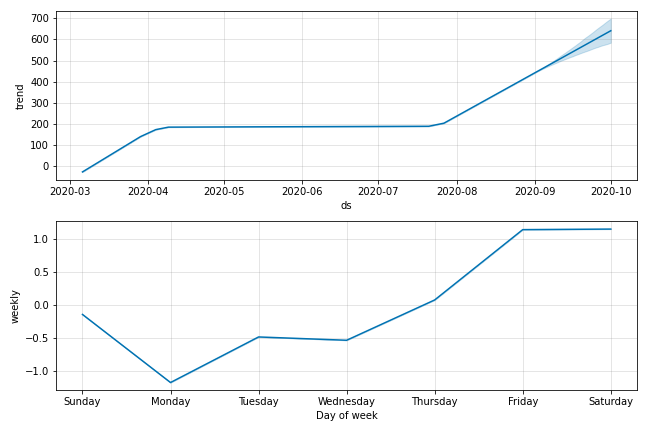 700
600
500
400
300
200
100
0
trend
2020-03 2020-04 2020-05 2020-06 2020-07 2020-08 2020-09 2020-10
ds
1.0
0.5
0.0
−0.5
−1.0
weekly
Sunday Monday Tuesday Wednesday Thursday Friday Saturday
Day of week